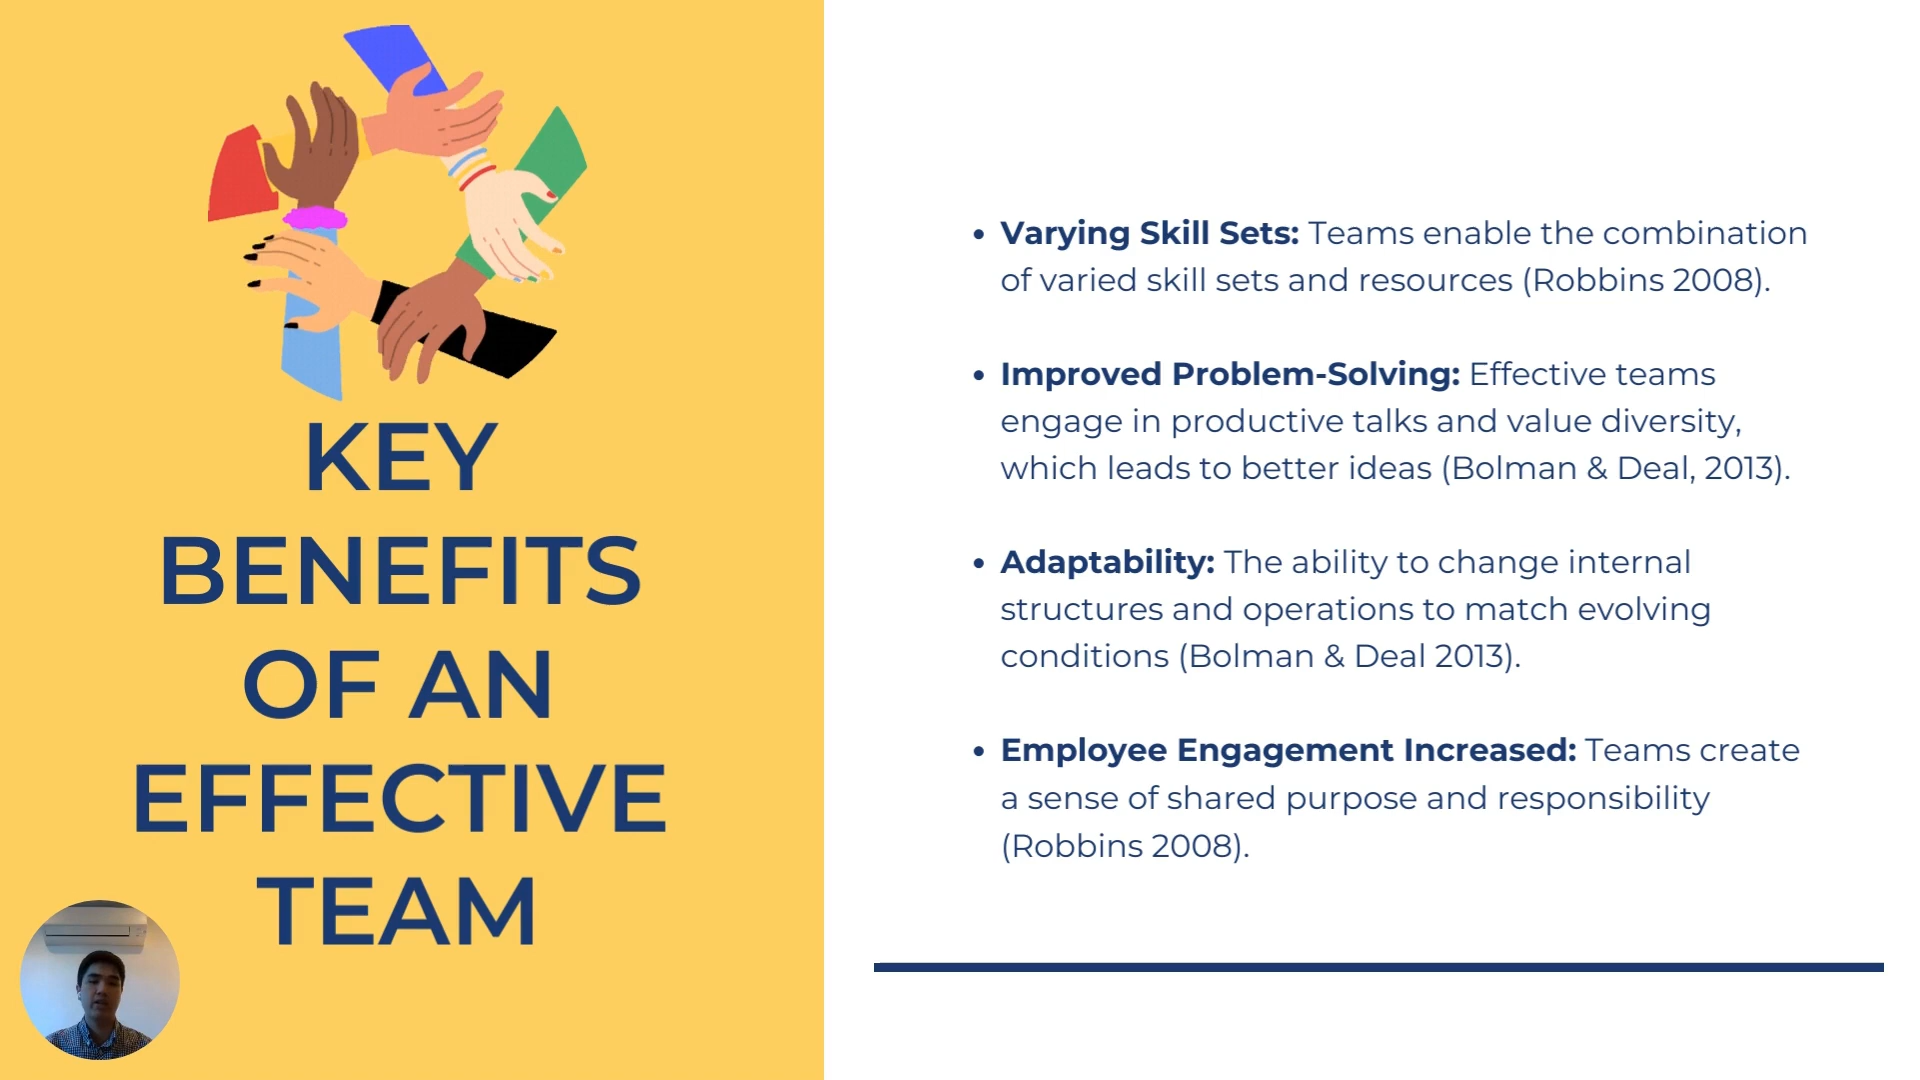 KEY
BENEFITS
OF AN
EFFECTIVE
TEAM
• Varying Skill Sets: Teams enable the combination
of varied skill sets and resources (Robbins 2008).
• Improved Problem-Solving: Effective teams
engage in productive talks and value diversity,
which leads to better ideas (Bolman & Deal, 2013).
• Adaptability: The ability to change internal
structures and operations to match evolving
conditions (Bolman & Deal 2013).
• Employee Engagement Increased: Teams create
a sense of shared purpose and responsibility
(Robbins 2008).